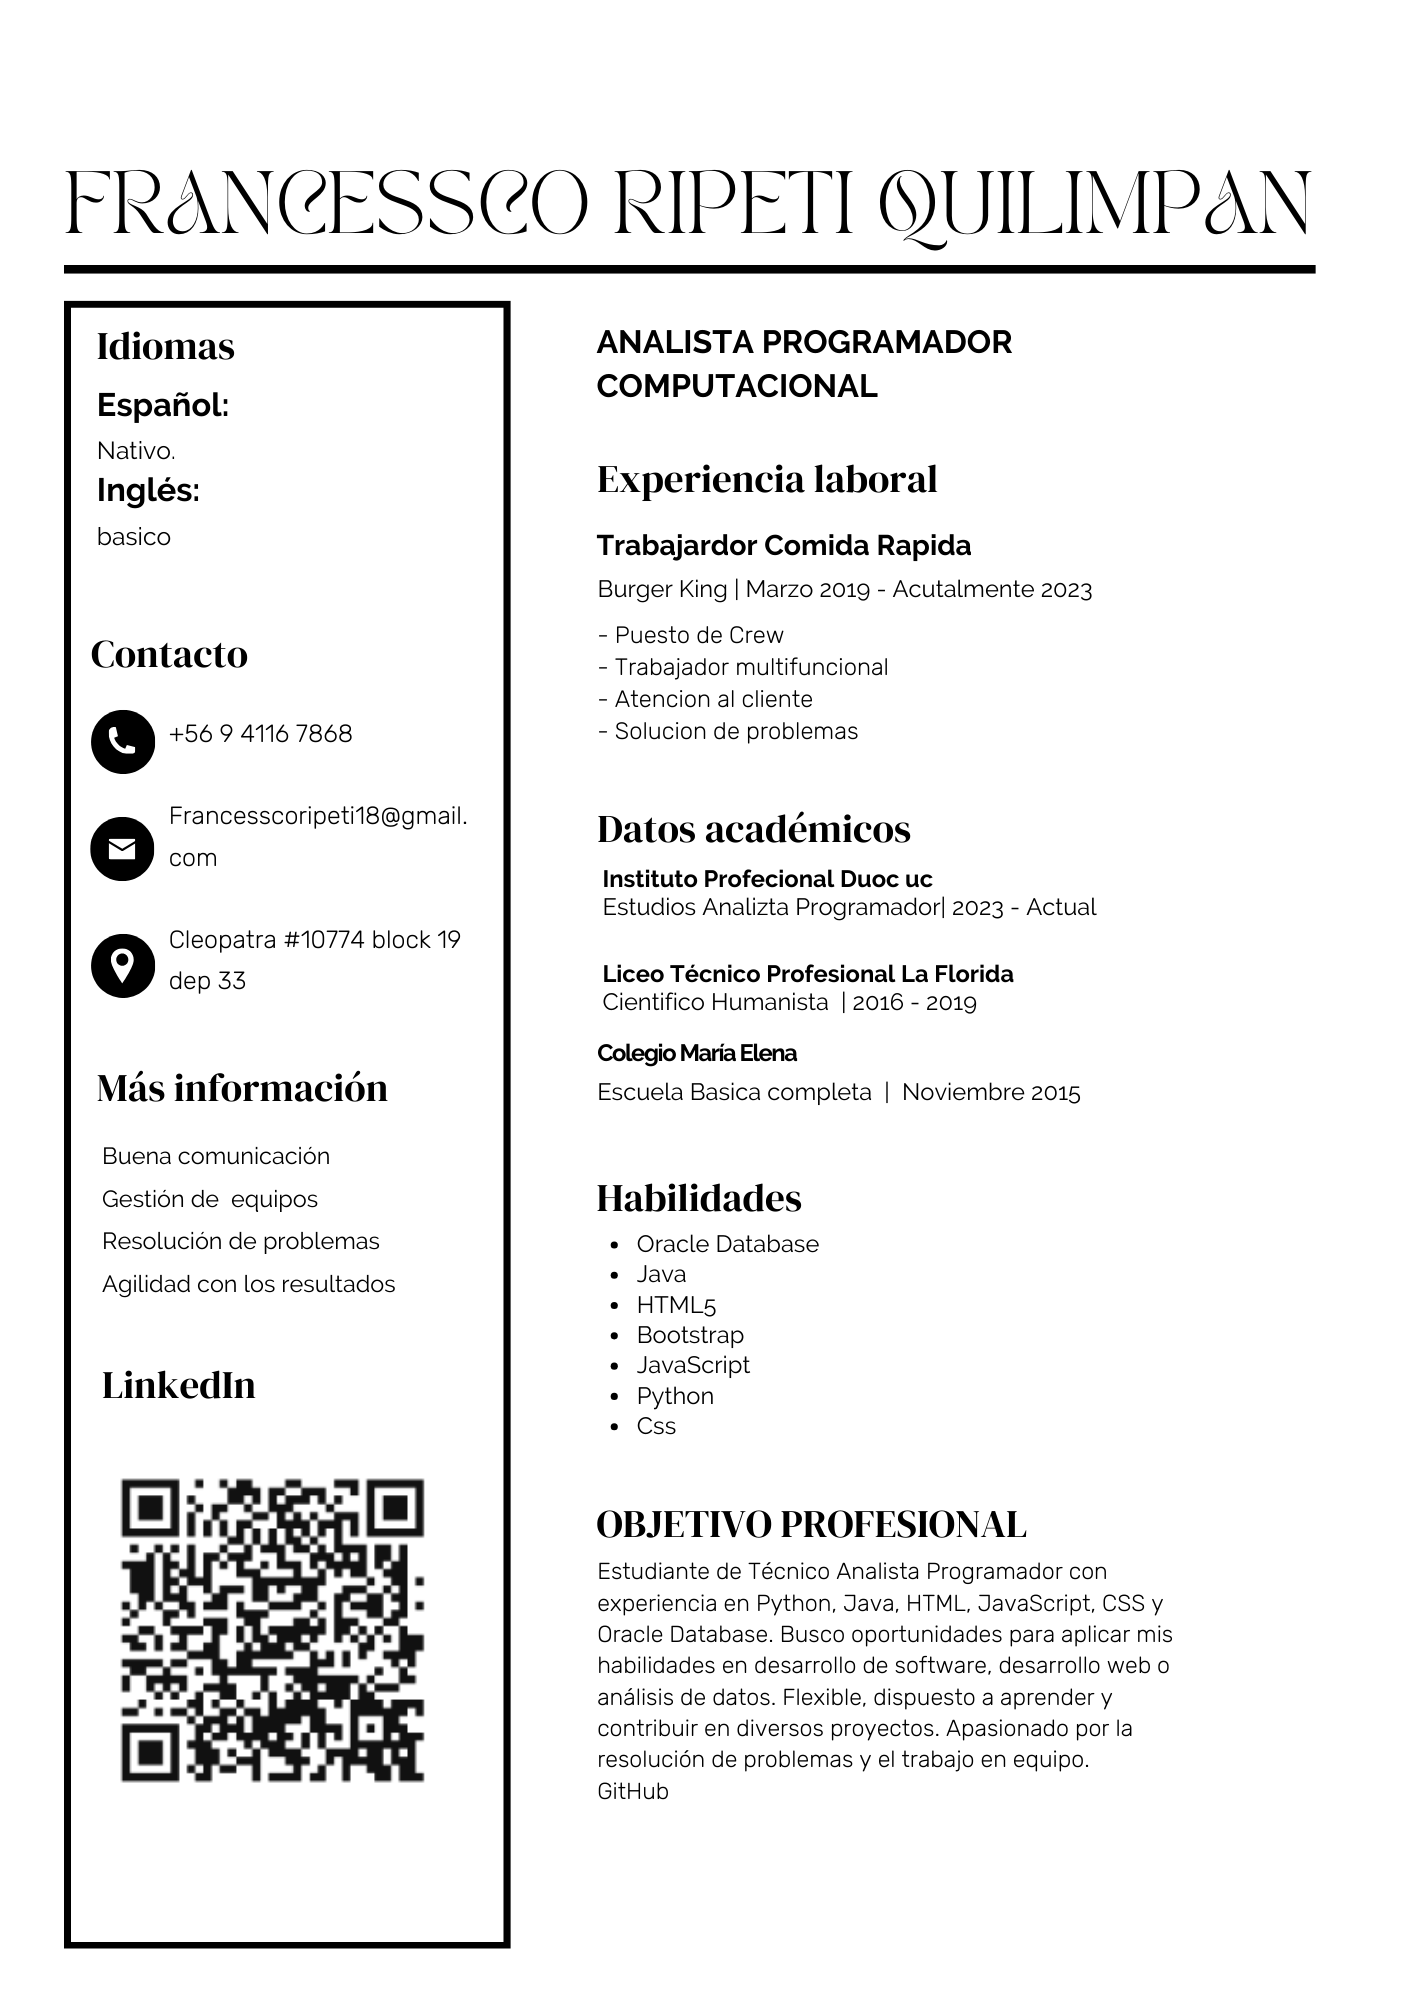 FRANCESSCO RIPETI QUILIMPAN
Idiomas
Español:
Nativo.
Inglés:
basico
Contacto
+56 9 4116 7868
Francesscoripeti18@gmail.
com
Cleopatra #10774 block 19
dep 33
Más información
Buena comunicación
Gestión de  equipos
Resolución de problemas
Agilidad con los resultados
LinkedIn
ANALISTA PROGRAMADOR
COMPUTACIONAL
Experiencia laboral
Trabajardor Comida Rapida
Burger King | Marzo 2019 - Acutalmente 2023
- Puesto de Crew
- Trabajador multifuncional
- Atencion al cliente
- Solucion de problemas
Datos académicos
Instituto Profecional Duoc uc
Estudios Analizta Programador| 2023 - Actual
Liceo Técnico Profesional La Florida
Cientifico Humanista  | 2016 - 2019
Colegio María Elena
Escuela Basica completa  |  Noviembre 2015
Habilidades
• Oracle Database
• Java
• HTML5
• Bootstrap
• JavaScript
• Python
• Css
OBJETIVO PROFESIONAL
Estudiante de Técnico Analista Programador con
experiencia en Python, Java, HTML, JavaScript, CSS y
Oracle Database. Busco oportunidades para aplicar mis
habilidades en desarrollo de software, desarrollo web o
análisis de datos. Flexible, dispuesto a aprender y
contribuir en diversos proyectos. Apasionado por la
resolución de problemas y el trabajo en equipo.
GitHub